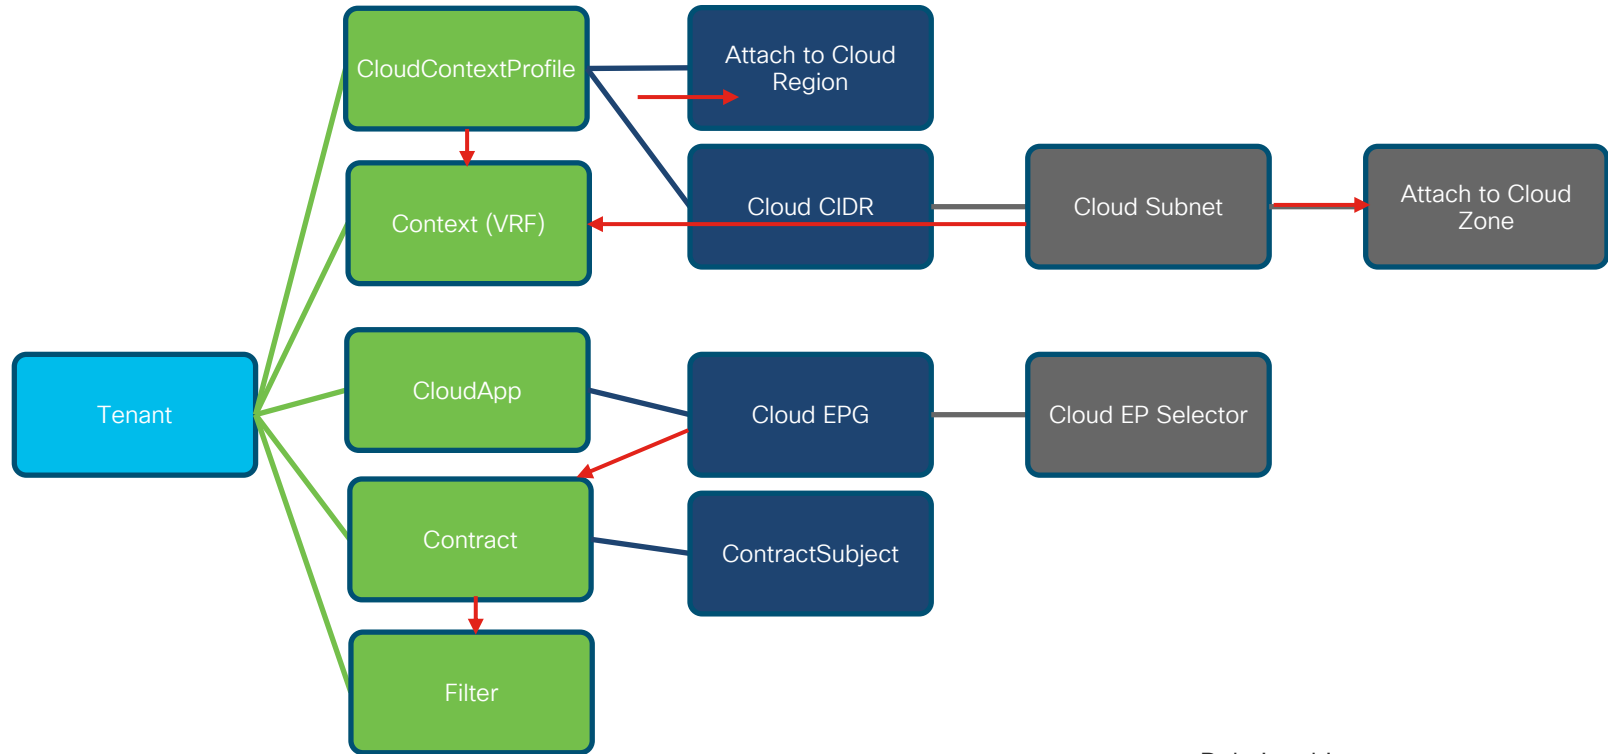 CloudContextProfile
Attach to Cloud
Region
Context (VRF)
Cloud CIDR
Cloud Subnet
Attach to Cloud
Zone
Tenant
CloudApp
Cloud EPG
Cloud EP Selector
Contract
ContractSubject
Filter